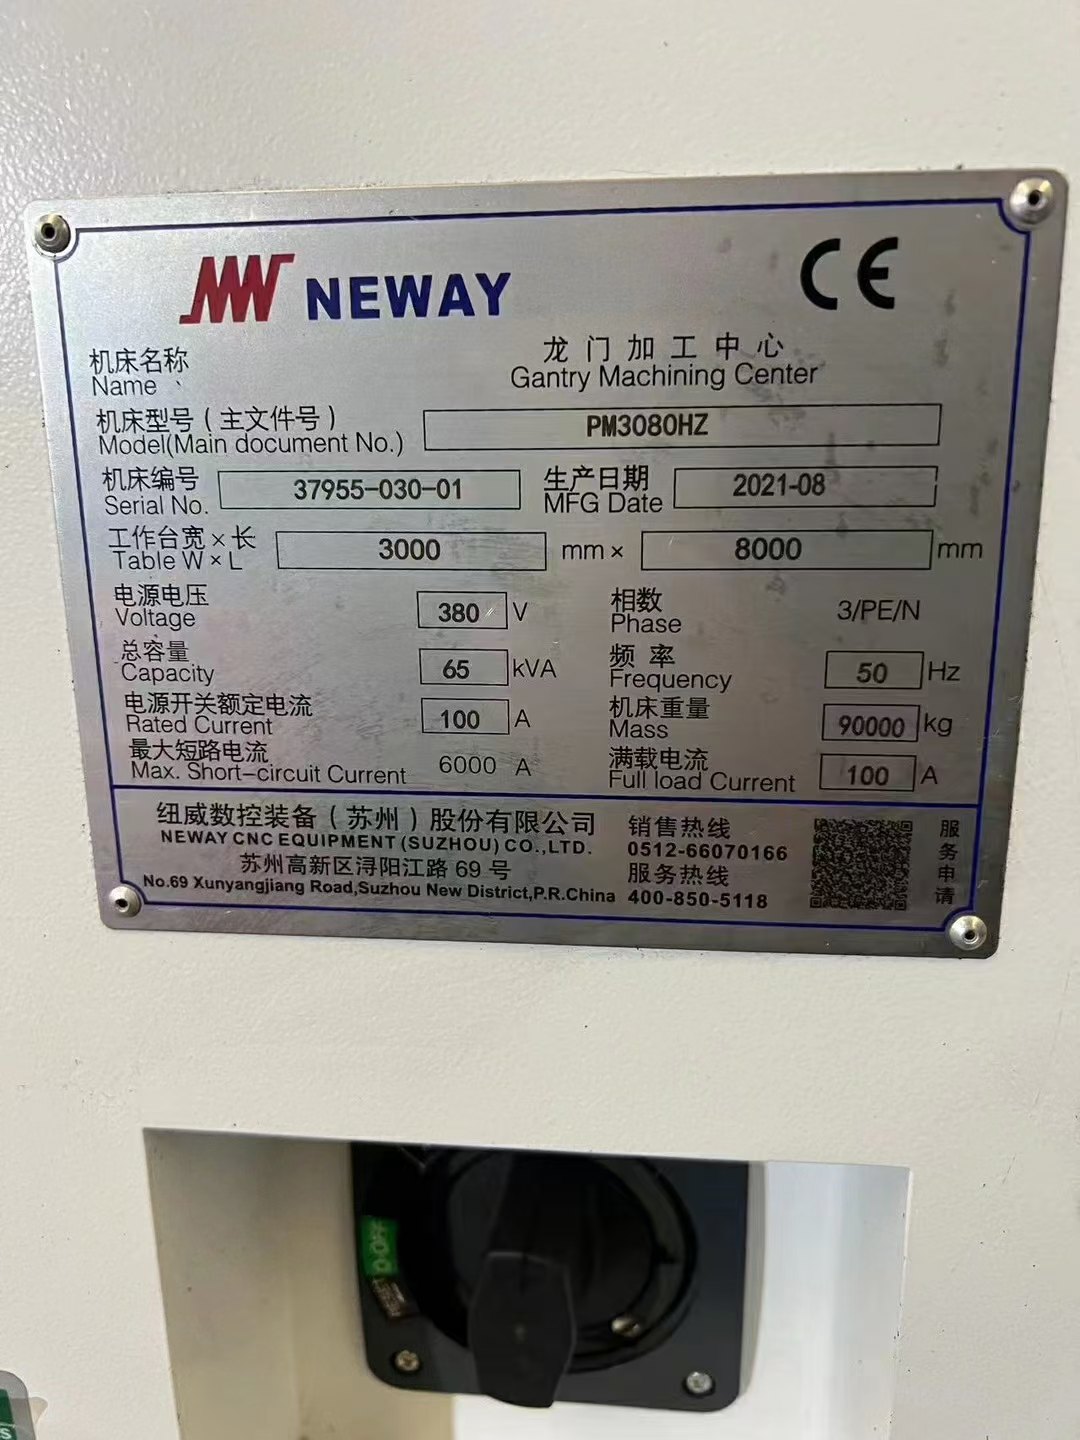 NEWAY
CE
机床名称 龙门加工中心
Name Gantry Machining Center
机床型号(主文件号) PM3080HZ
Model(Main document No.)
机床编号 37955-030-01 生产日期 2021-08
Serial No. MFG Date
工作台宽×长 3000 mm× 8000 mm
Table W×L
电源电压 380 V 相数 3/PE/N
Voltage Phase
总容量 65 kVA 频率 50 Hz
Capacity Frequency
电源开关额定电流 100 A 机床重量 90000 kg
Rated Current Mass
最大短路电流 6000 A 满载电流 100 A
Max. Short-circuit Current Full load Current
纽威数控装备(苏州)股份有限公司
NEWAY CNC EQUIPMENT (SUZHOU) CO.,LTD.
苏州高新区浔阳江路 69 号
No.69 Xunyangjiang Road,Suzhou New District,P.R.China
销售热线
0512-66070166
服务热线
400-850-5118
服务申请
O-OFF